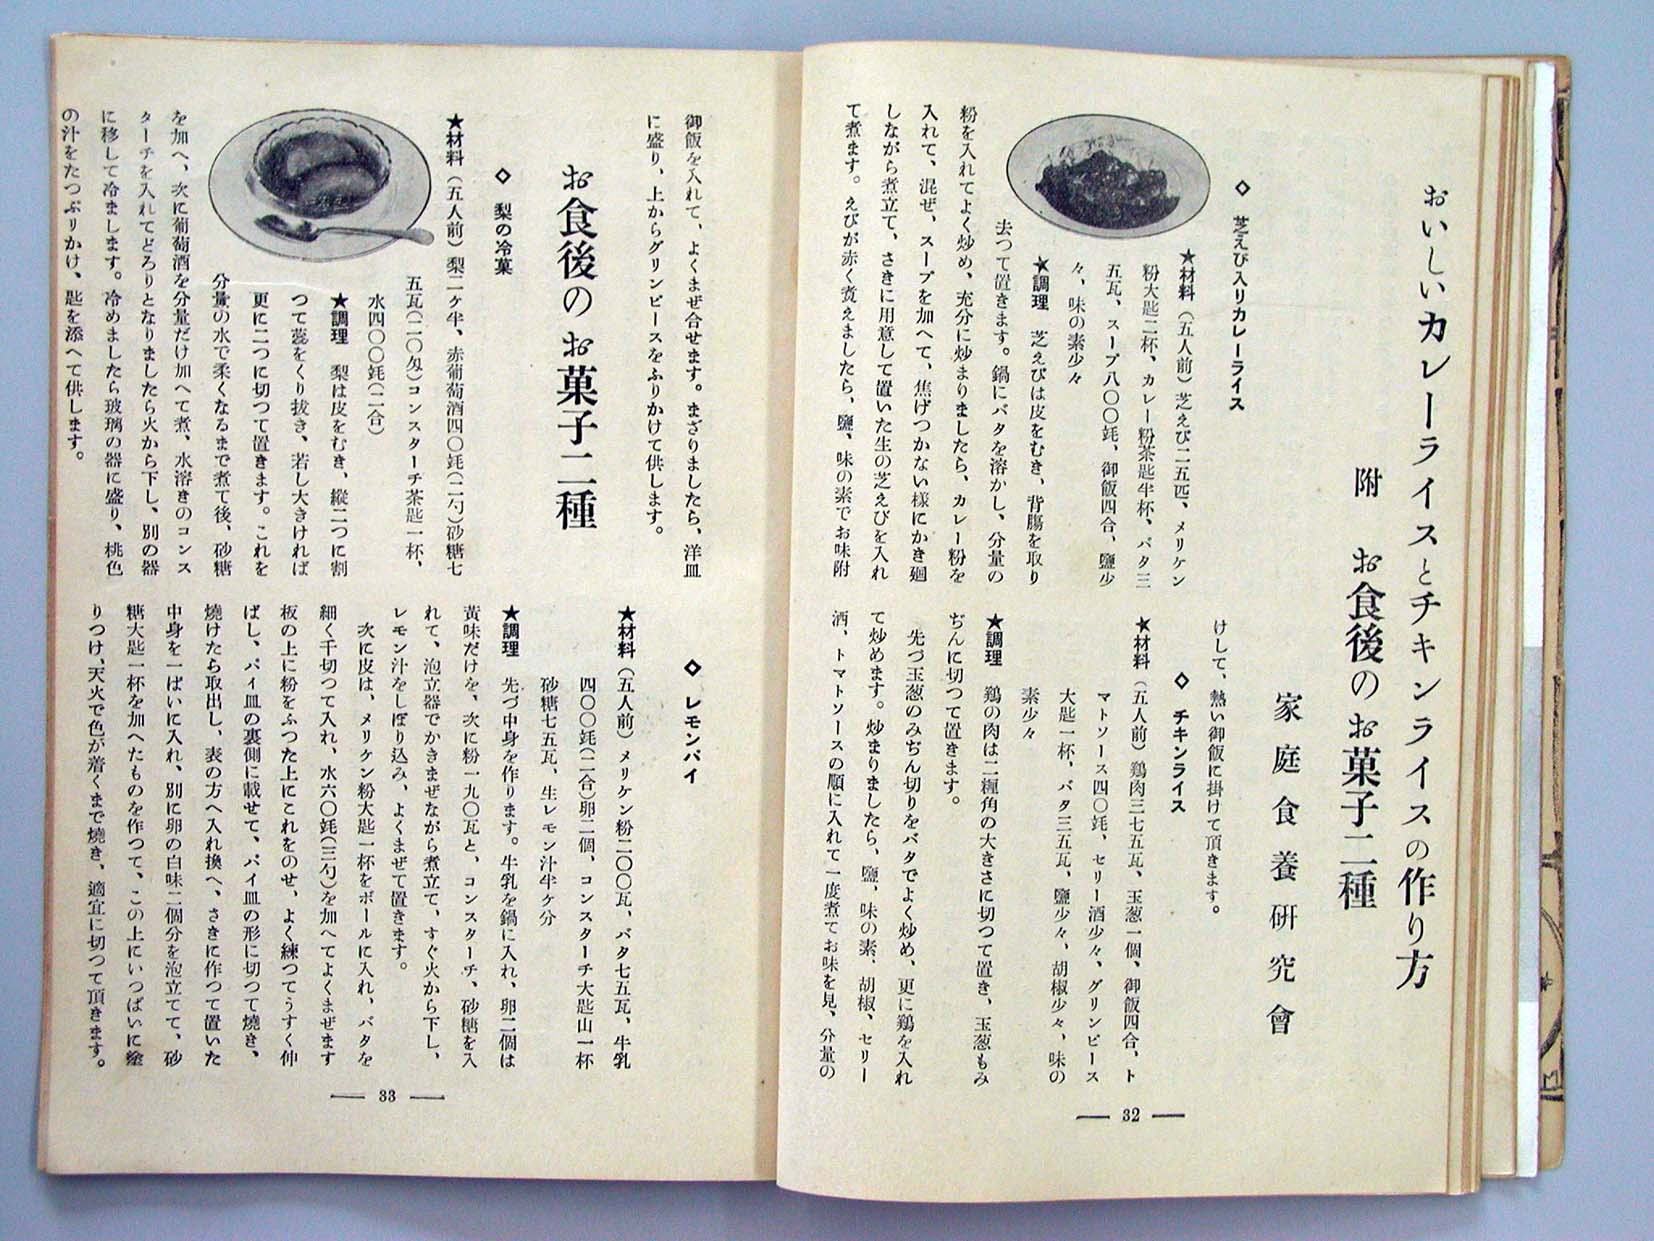 おいしいカレーライスとチキンライスの作り方
附 お食後のお菓子二種
家庭食養研究會
◇ 芝えび入りカレーライス
★材料（五人前）芝えび二五匹、メリケン
粉大匙二杯、カレー粉茶匙半杯、バタ三
五瓦、スープ八〇〇竓、御飯四合、鹽少
々、味の素少々
★調理 芝えびは皮をむき、背腸を取り
去つて置きます。鍋にバタを溶かし、分量の
粉を入れてよく炒め、充分に炒まりましたら、カレー粉を
入れて、混ぜ、スープを加へて、焦げつかない樣にかき廻
しながら煮立て、さきに用意して置いた生の芝えびを入れ
て煮ます。えびが赤く煮えましたら、鹽、味の素でお味附
けして、熱い御飯に掛けて頂きます。
◇ チキンライス
★材料（五人前）鷄肉三七五瓦、玉葱一個、御飯四合、ト
マトソース四〇竓、セリー酒少々、グリンピース
大匙一杯、バタ三五瓦、鹽少々、胡椒少々、味の
素少々
★調理 鷄の肉は二糎角の大きさに切つて置き、玉葱もみ
ぢんに切つて置きます。
先づ玉葱のみぢん切りをバタでよく炒め、更に鷄を入れ
て炒めます。炒まりましたら、鹽、味の素、胡椒、セリー
酒、トマトソースの順に入れて一度煮てお味を見、分量の
32
御飯を入れて、よくまぜ合せます。まざりましたら、洋皿
に盛り、上からグリンピースをふりかけて供します。
お食後のお菓子二種
◇ 梨の冷菓
★材料（五人前）梨二ケ半、赤葡萄酒四〇竓（二勺）砂糖七
五瓦（二〇匁）コンスターチ茶匙一杯、
水四〇〇竓（二合）
★調理 梨は皮をむき、縱二つに割
つて蕊をくり拔き、若し大きければ
更に二つに切つて置きます。これを
分量の水で柔くなるまで煮て後、砂糖
を加へ、次に葡萄酒を分量だけ加へて煮、水溶きのコンス
ターチを入れてどろりとなりましたら火から下し、別の器
に移して冷まします。冷めましたら玻璃の器に盛り、桃色
の汁をたつぷりかけ、匙を添へて供します。
◇ レモンパイ
★材料（五人前）メリケン粉二〇〇瓦、バタ七五瓦、牛乳
四〇〇竓（二合）卵二個、コンスターチ大匙山一杯
砂糖七五瓦、生レモン汁半ケ分
★調理 先づ中身を作ります。牛乳を鍋に入れ、卵二個は
黃味だけを、次に粉一九〇瓦と、コンスターチ、砂糖を入
れて、泡立器でかきまぜながら煮立て、すぐ火から下し、
レモン汁をしぼり込み、よくまぜて置きます。
次に皮は、メリケン粉大匙一杯をボールに入れ、バタを
細く千切つて入れ、水六〇竓（三勺）を加へてよくまぜます
板の上に粉をふつた上にこれをのせ、よく練つてうすく伸
ばし、パイ皿の裏側に載せて、パイ皿の形に切つて燒き、
燒けたら取出し、表の方へ入れ換へ、さきに作つて置いた
中身を一ぱいに入れ、別に卵の白味二個分を泡立てて、砂
糖大匙一杯を加へたものを作つて、この上にいつぱいに塗
りつけ、天火で色が着くまで燒き、適宜に切つて頂きます。
33